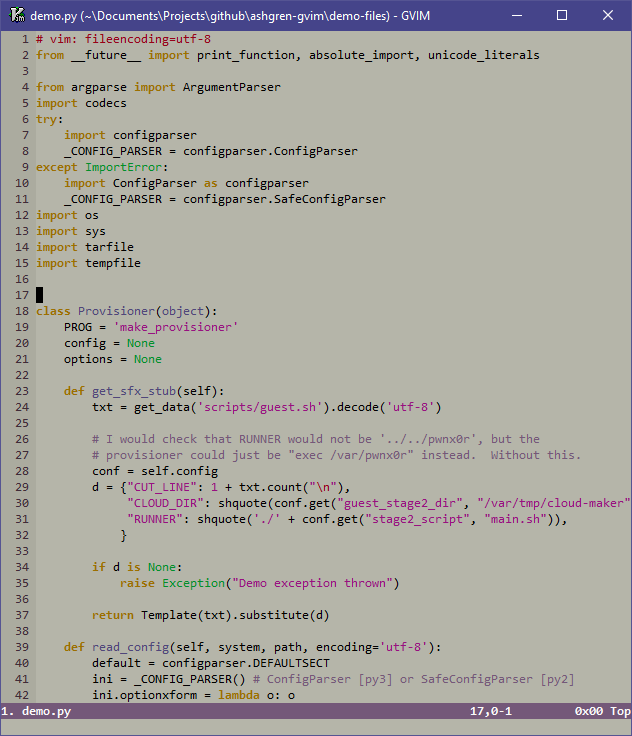 demo.py (~\Documents\Projects\github\ashgren-gvim\demo-files) - GVIM
1 # vim: fileencoding=utf-8
2 from __future__ import print_function, absolute_import, unicode_literals
3
4 from argparse import ArgumentParser
5 import codecs
6 try:
7     import configparser
8     _CONFIG_PARSER = configparser.ConfigParser
9 except ImportError:
10     import ConfigParser as configparser
11     _CONFIG_PARSER = configparser.SafeConfigParser
12 import os
13 import sys
14 import tarfile
15 import tempfile
16
17
18 class Provisioner(object):
19     PROG = 'make_provisioner'
20     config = None
21     options = None
22
23     def get_sfx_stub(self):
24         txt = get_data('scripts/guest.sh').decode('utf-8')
25
26         # I would check that RUNNER would not be '../../pwnx0r', but the
27         # provisioner could just be "exec /var/pwnx0r" instead.  Without this.
28         conf = self.config
29         d = {"CUT_LINE": 1 + txt.count("\n"),
30              "CLOUD_DIR": shquote(conf.get("guest_stage2_dir", "/var/tmp/cloud-maker"
31              "RUNNER": shquote('./' + conf.get("stage2_script", "main.sh")),
32             }
33
34         if d is None:
35             raise Exception("Demo exception thrown")
36
37         return Template(txt).substitute(d)
38
39     def read_config(self, system, path, encoding='utf-8'):
40         default = configparser.DEFAULTSECT
41         ini = _CONFIG_PARSER() # ConfigParser [py3] or SafeConfigParser [py2]
42         ini.optionxform = lambda o: o
1. demo.py 17,0-1 0x00 Top